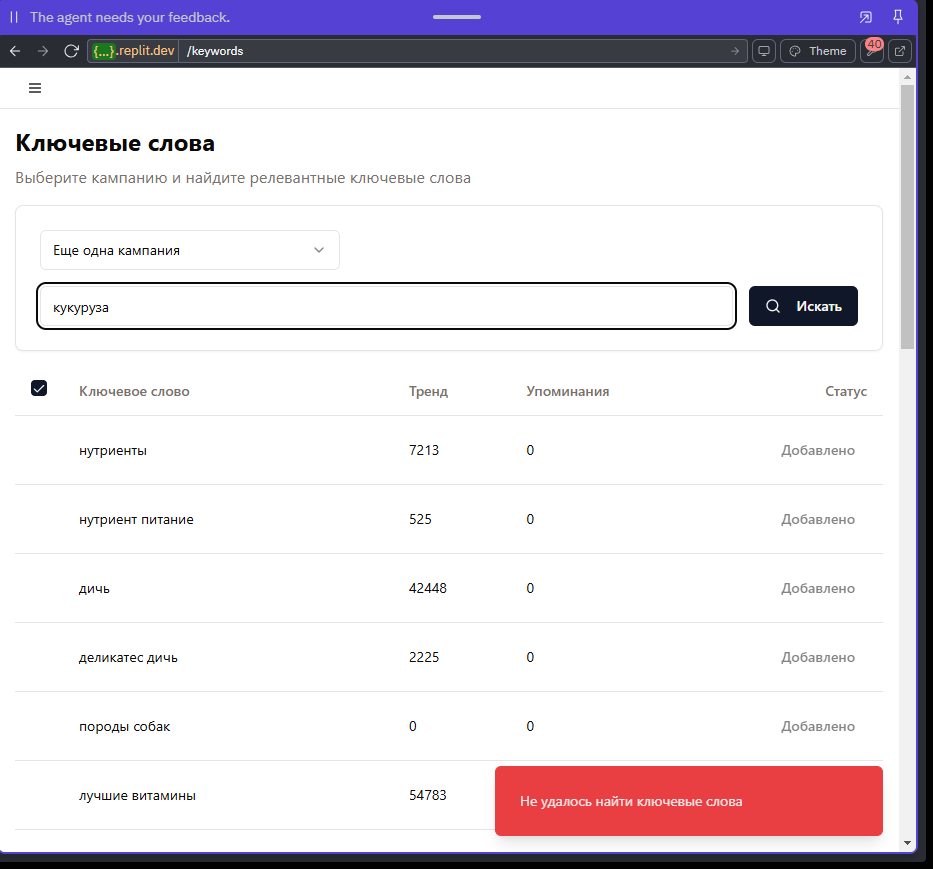 The agent needs your feedback.
{...}.replit.dev /keywords
Theme
40
Ключевые слова
Выберите кампанию и найдите релевантные ключевые слова
Еще одна кампания
кукуруза
Искать
Ключевое слово Тренд Упоминания Статус
нутриенты 7213 0 Добавлено
нутриент питание 525 0 Добавлено
дичь 42448 0 Добавлено
деликатес дичь 2225 0 Добавлено
породы собак 0 0 Добавлено
лучшие витамины 54783
Не удалось найти ключевые слова